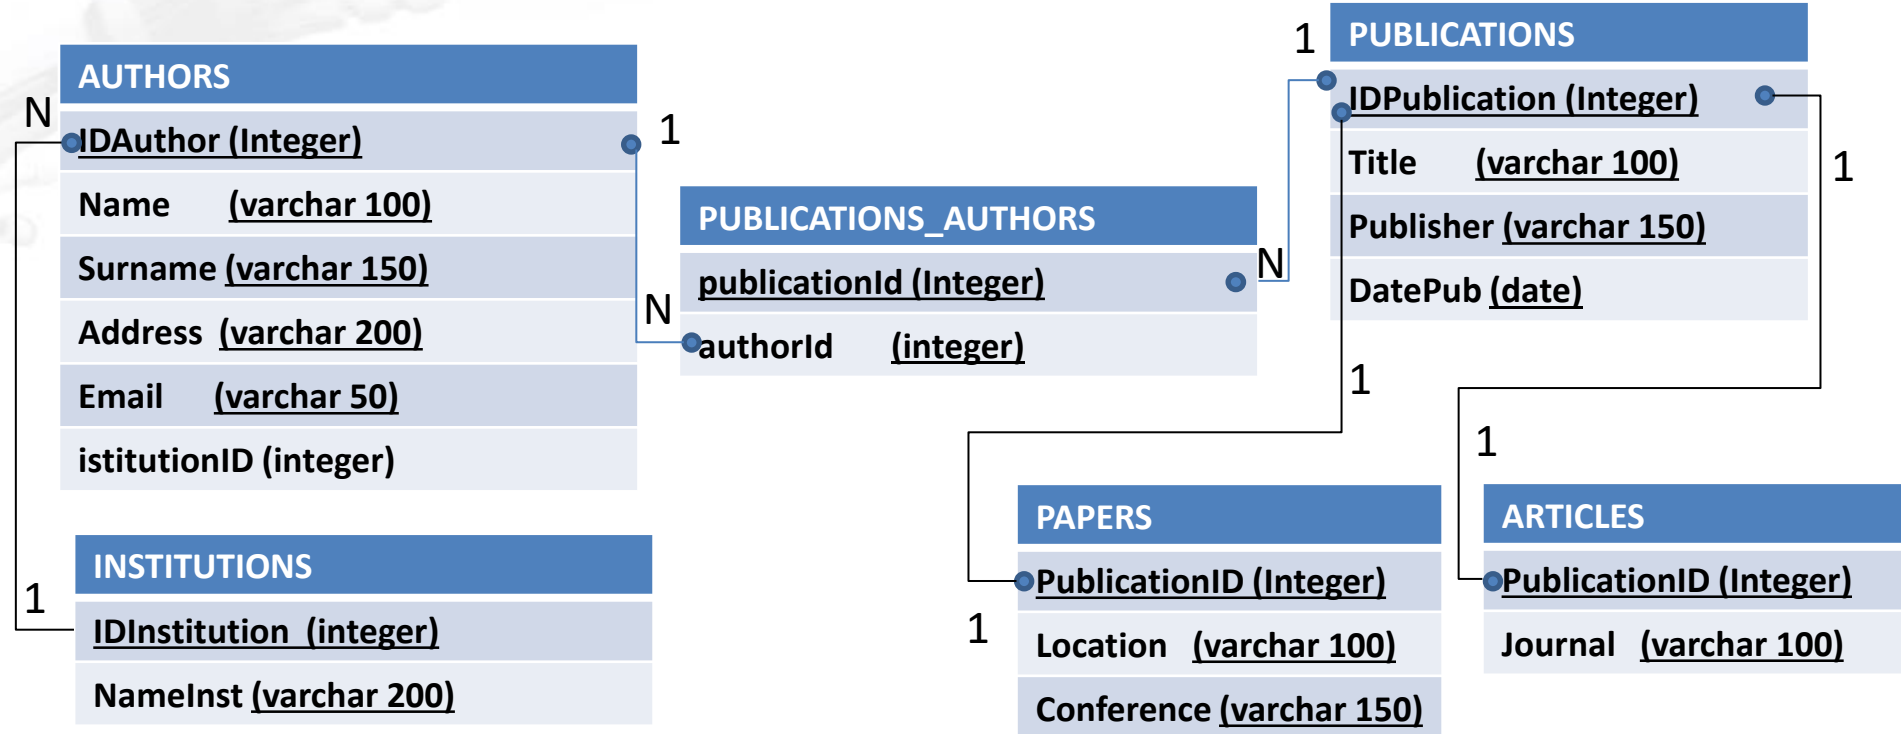 AUTHORS
N
IDAuthor (Integer)
1
Name (varchar 100)
Surname (varchar 150)
Address (varchar 200)
Email (varchar 50)
istitutionID (integer)
INSTITUTIONS
1
IDInstitution (integer)
NameInst (varchar 200)
PUBLICATIONS_AUTHORS
publicationId (Integer)
N
N
authorId (integer)
1
PUBLICATIONS
IDPublication (Integer)
Title (varchar 100)
1
Publisher (varchar 150)
DatePub (date)
1
1
PAPERS
PublicationID (Integer)
1
Location (varchar 100)
Conference (varchar 150)
ARTICLES
PublicationID (Integer)
Journal (varchar 100)